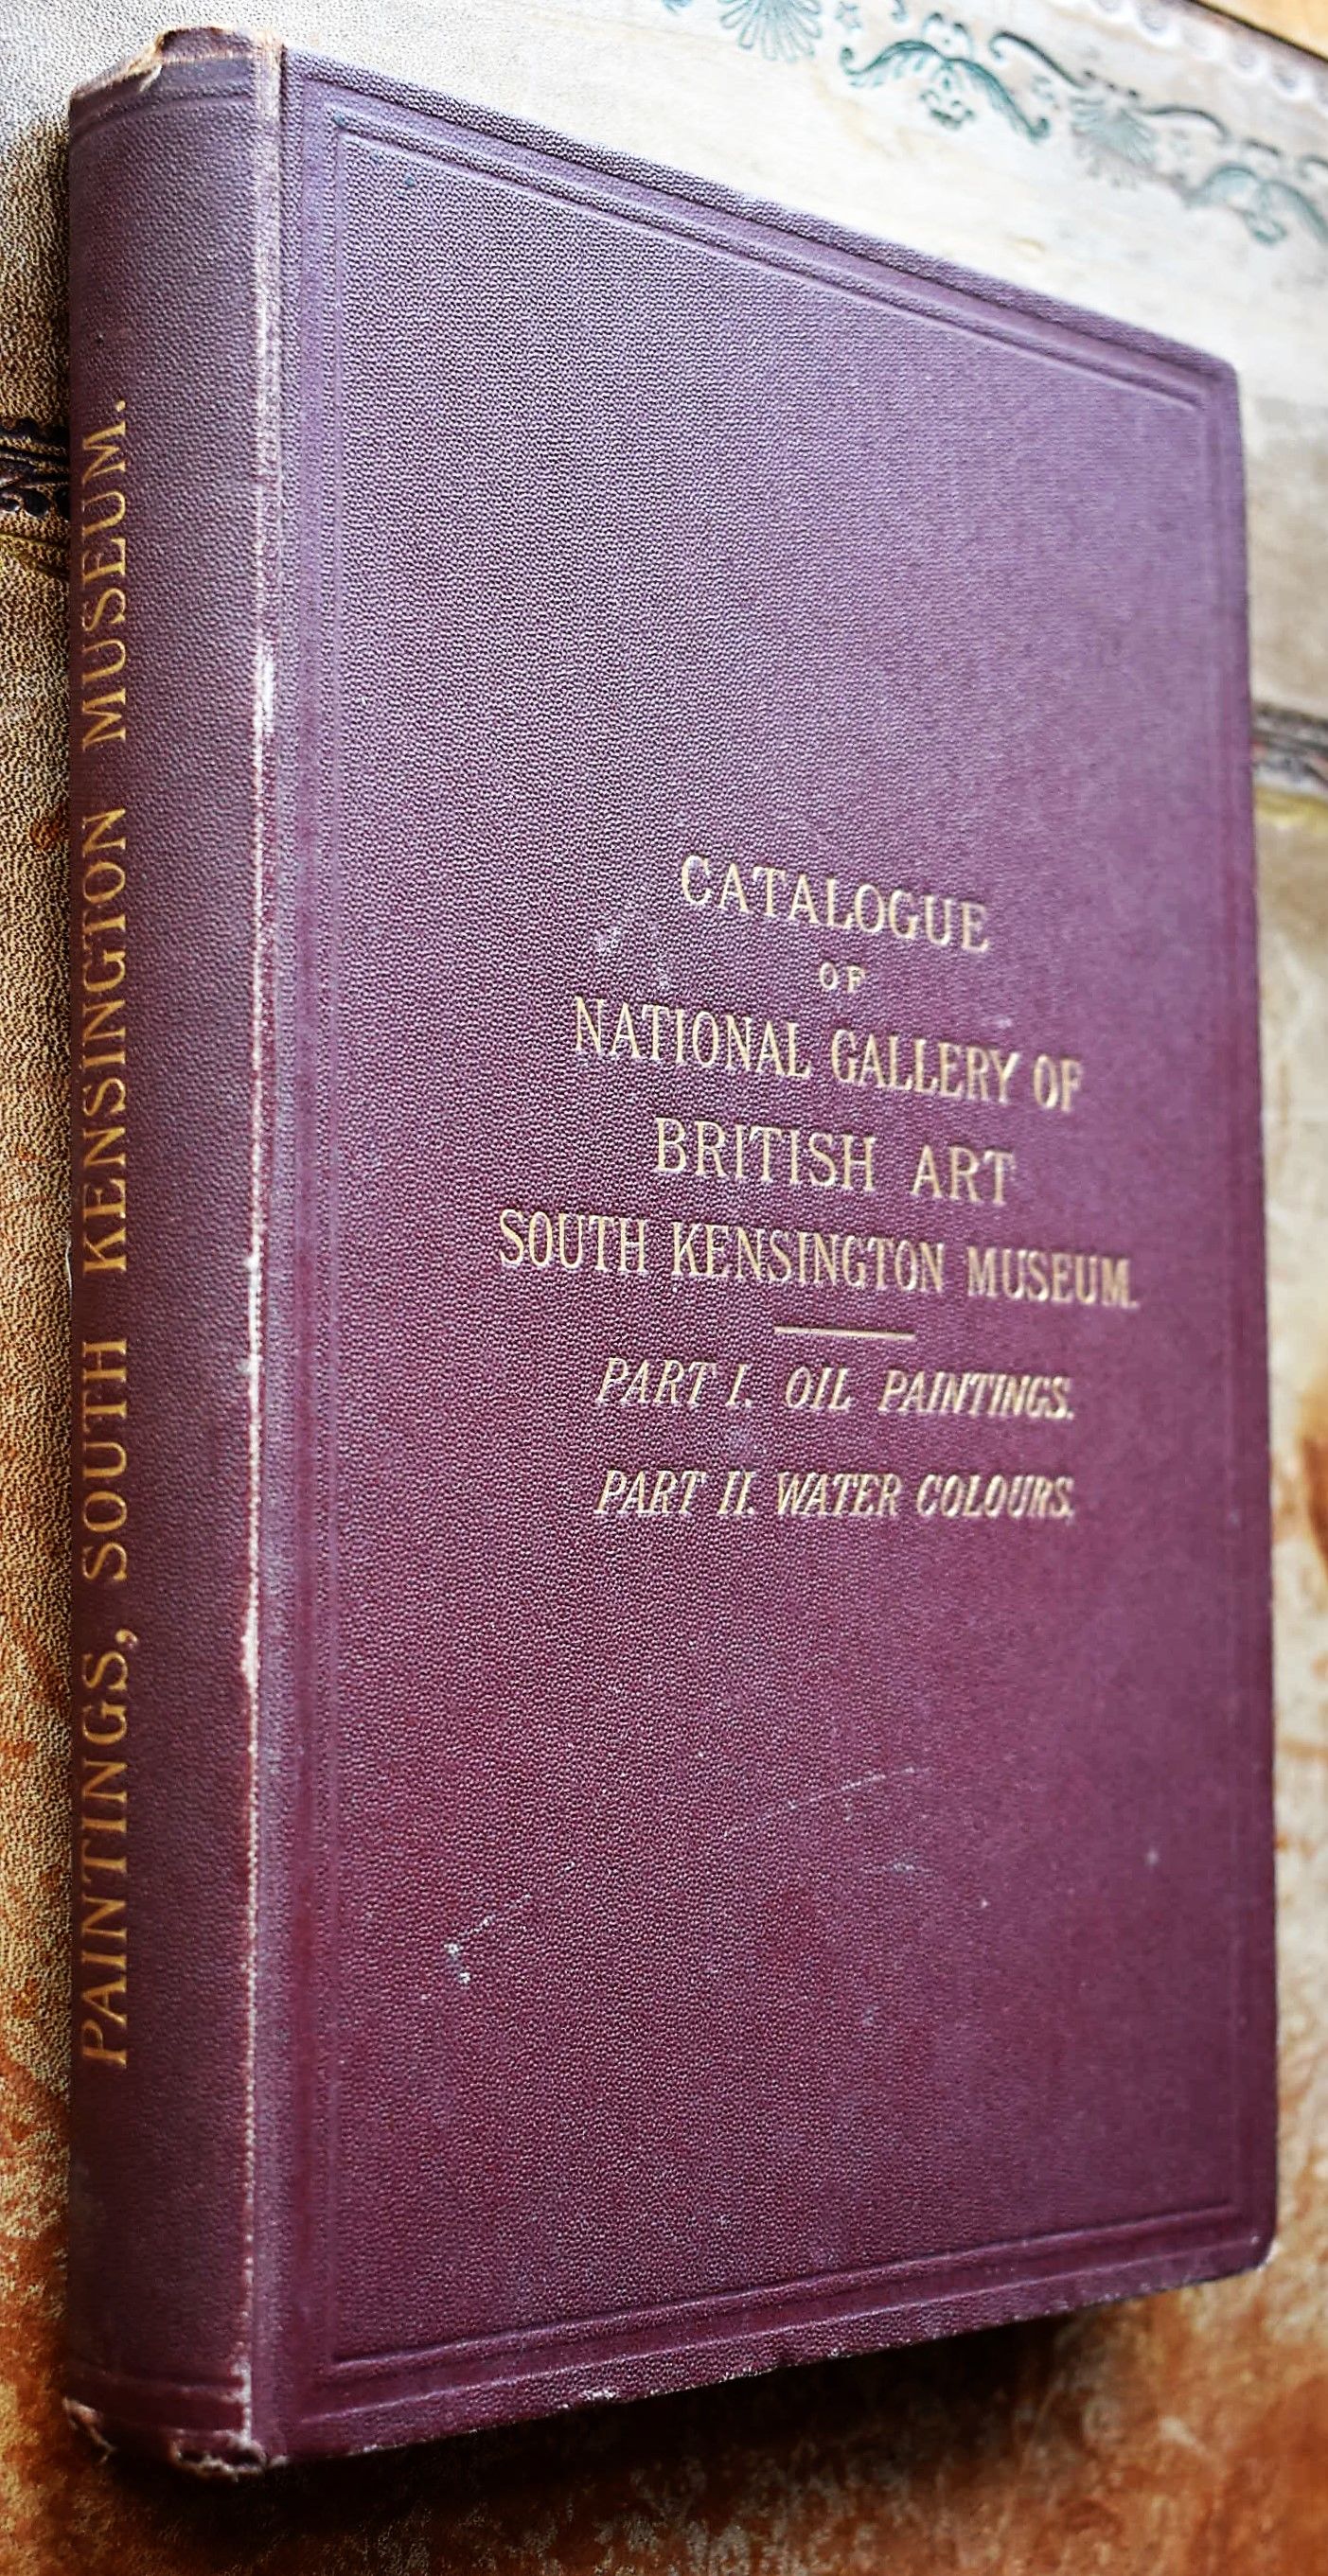 PAINTINGS, SOUTH KENSINGTON MUSEUM.
CATALOGUE
OF
NATIONAL GALLERY OF
BRITISH ART
SOUTH KENSINGTON MUSEUM.
PART I. OIL PAINTINGS.
PART II. WATER COLOURS.